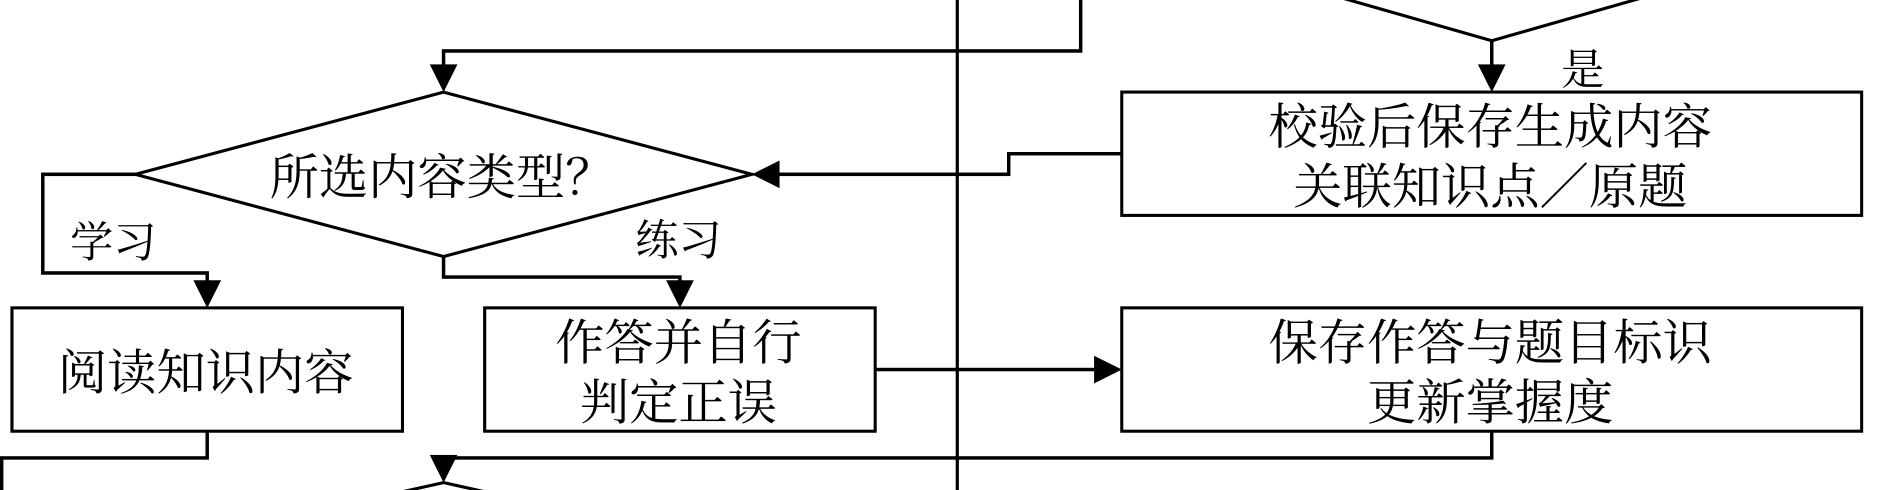 是
校验后保存生成内容
关联知识点／原题
所选内容类型?
学习
练习
阅读知识内容
作答并自行
判定正误
保存作答与题目标识
更新掌握度